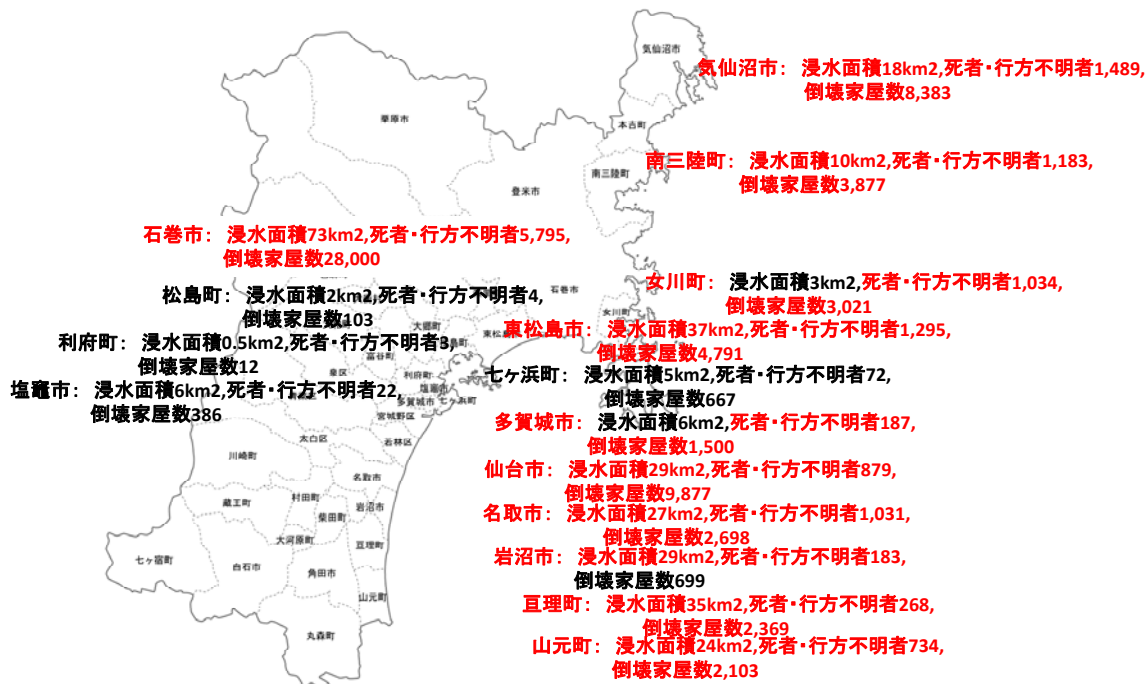 気仙沼市
気仙沼市： 浸水面積18km2,死者・行方不明者1,489,
倒壊家屋数8,383
栗原市
本吉町
南三陸町： 浸水面積10km2,死者・行方不明者1,183,
倒壊家屋数3,877
南三陸町
登米市
石巻市： 浸水面積73km2,死者・行方不明者5,795,
倒壊家屋数28,000
女川町： 浸水面積3km2,死者・行方不明者1,034,
倒壊家屋数3,021
石巻市
女川町
松島町： 浸水面積2km2,死者・行方不明者4,
倒壊家屋数103
大郷町
東松島市： 浸水面積37km2,死者・行方不明者1,295,
倒壊家屋数4,791
利府町： 浸水面積0.5km2,死者・行方不明者3,
倒壊家屋数12
富谷町
泉区
利府町
七ヶ浜町： 浸水面積5km2,死者・行方不明者72,
倒壊家屋数667
塩竈市： 浸水面積6km2,死者・行方不明者22,
倒壊家屋数386
塩竈市
多賀城市
七ヶ浜町
宮城野区
多賀城市： 浸水面積6km2,死者・行方不明者187,
倒壊家屋数1,500
太白区
若林区
川崎町
仙台市： 浸水面積29km2,死者・行方不明者879,
倒壊家屋数9,877
名取市
名取市： 浸水面積27km2,死者・行方不明者1,031,
倒壊家屋数2,698
蔵王町
村田町
岩沼市
柴田町
大河原町
亘理町
岩沼市： 浸水面積29km2,死者・行方不明者183,
倒壊家屋数699
七ヶ宿町
白石市
角田市
山元町
亘理町： 浸水面積35km2,死者・行方不明者268,
倒壊家屋数2,369
丸森町
山元町： 浸水面積24km2,死者・行方不明者734,
倒壊家屋数2,103